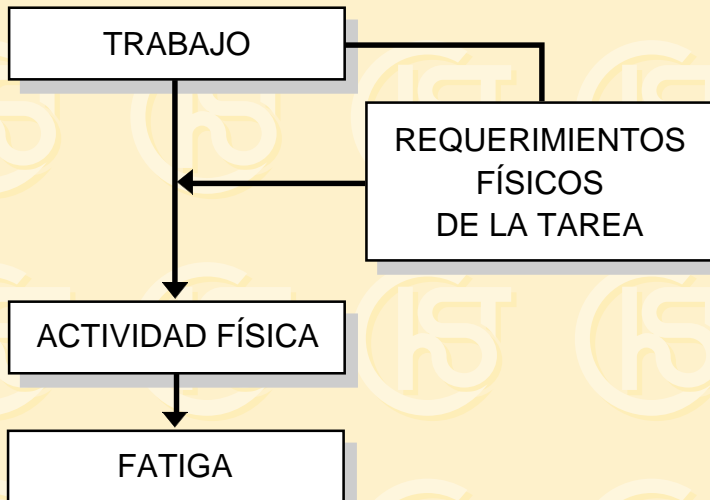 TRABAJO
REQUERIMIENTOS
FÍSICOS
DE LA TAREA
ACTIVIDAD FÍSICA
FATIGA